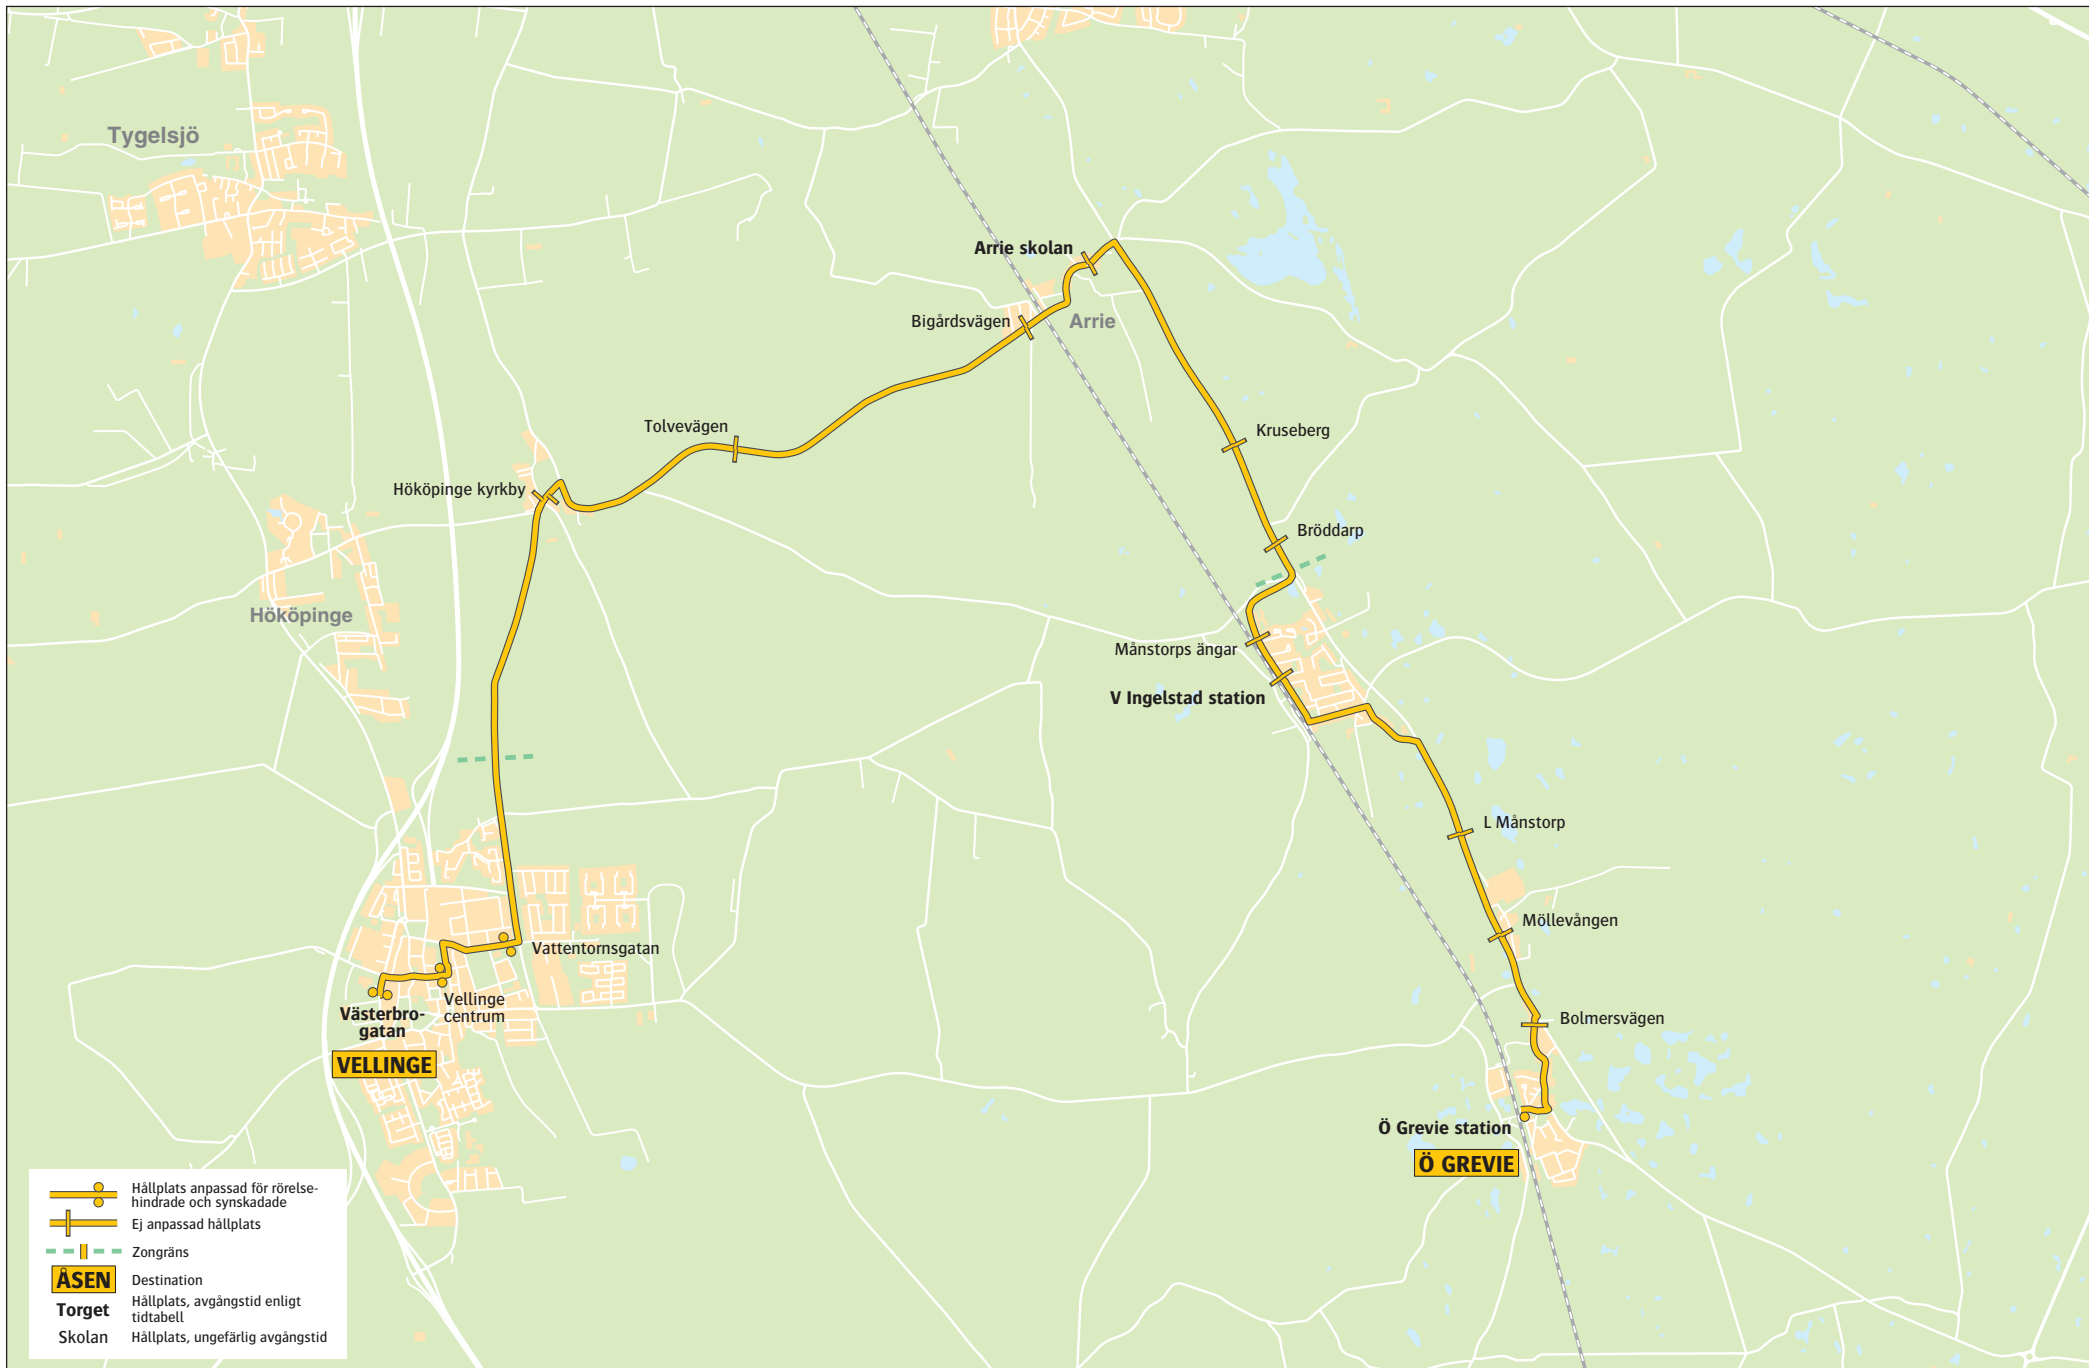 Tygelsjö
Arrie skolan
Bigårdsvägen
Arrie
Tolvevägen
Kruseberg
Hököpinge kyrkby
Bröddarp
Hököpinge
Månstorps ängar
V Ingelstad station
L Månstorp
Möllevången
Vattentornsgatan
Vellinge
centrum
Västerbro-
gatan
VELLINGE
Bolmersvägen
Ö Grevie station
Ö GREVIE
Hållplats anpassad för rörelse-
hindrade och synskadade
Ej anpassad hållplats
Zongräns
ÅSEN
Destination
Torget
Hållplats, avgångstid enligt
tidtabell
Skolan
Hållplats, ungefärlig avgångstid